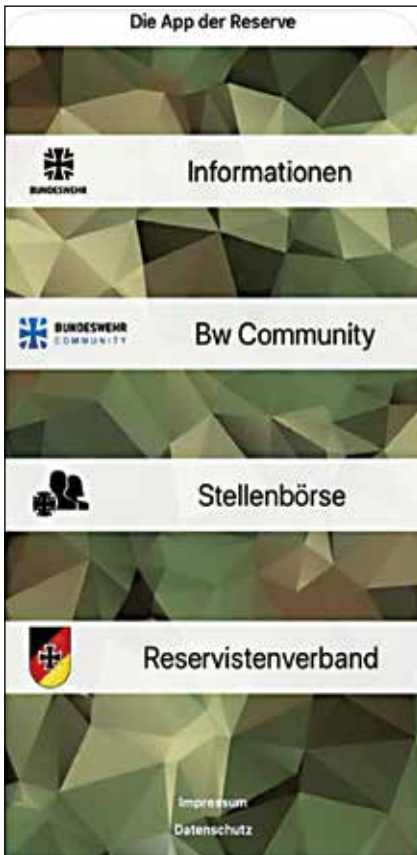 Die App der Reserve
BUNDESWEHR
Informationen
BUNDESWEHR
COMMUNITY
Bw Community
Stellenbörse
Reservistenverband
Impressum
Datenschutz